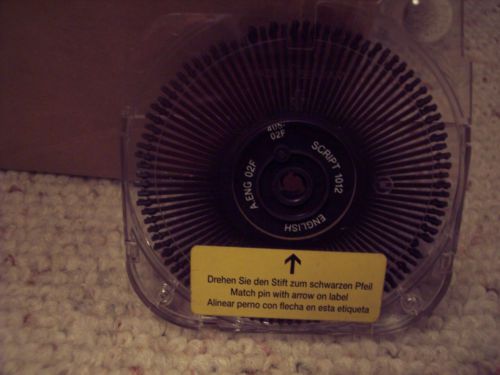 02F
SCRIPT 1012
A.ENG 02F
ENGLISH
Drehen Sie den Stift zum schwarzen Pfeil
Match pin with arrow on label
Alinear perno con flecha en esta etiqueta